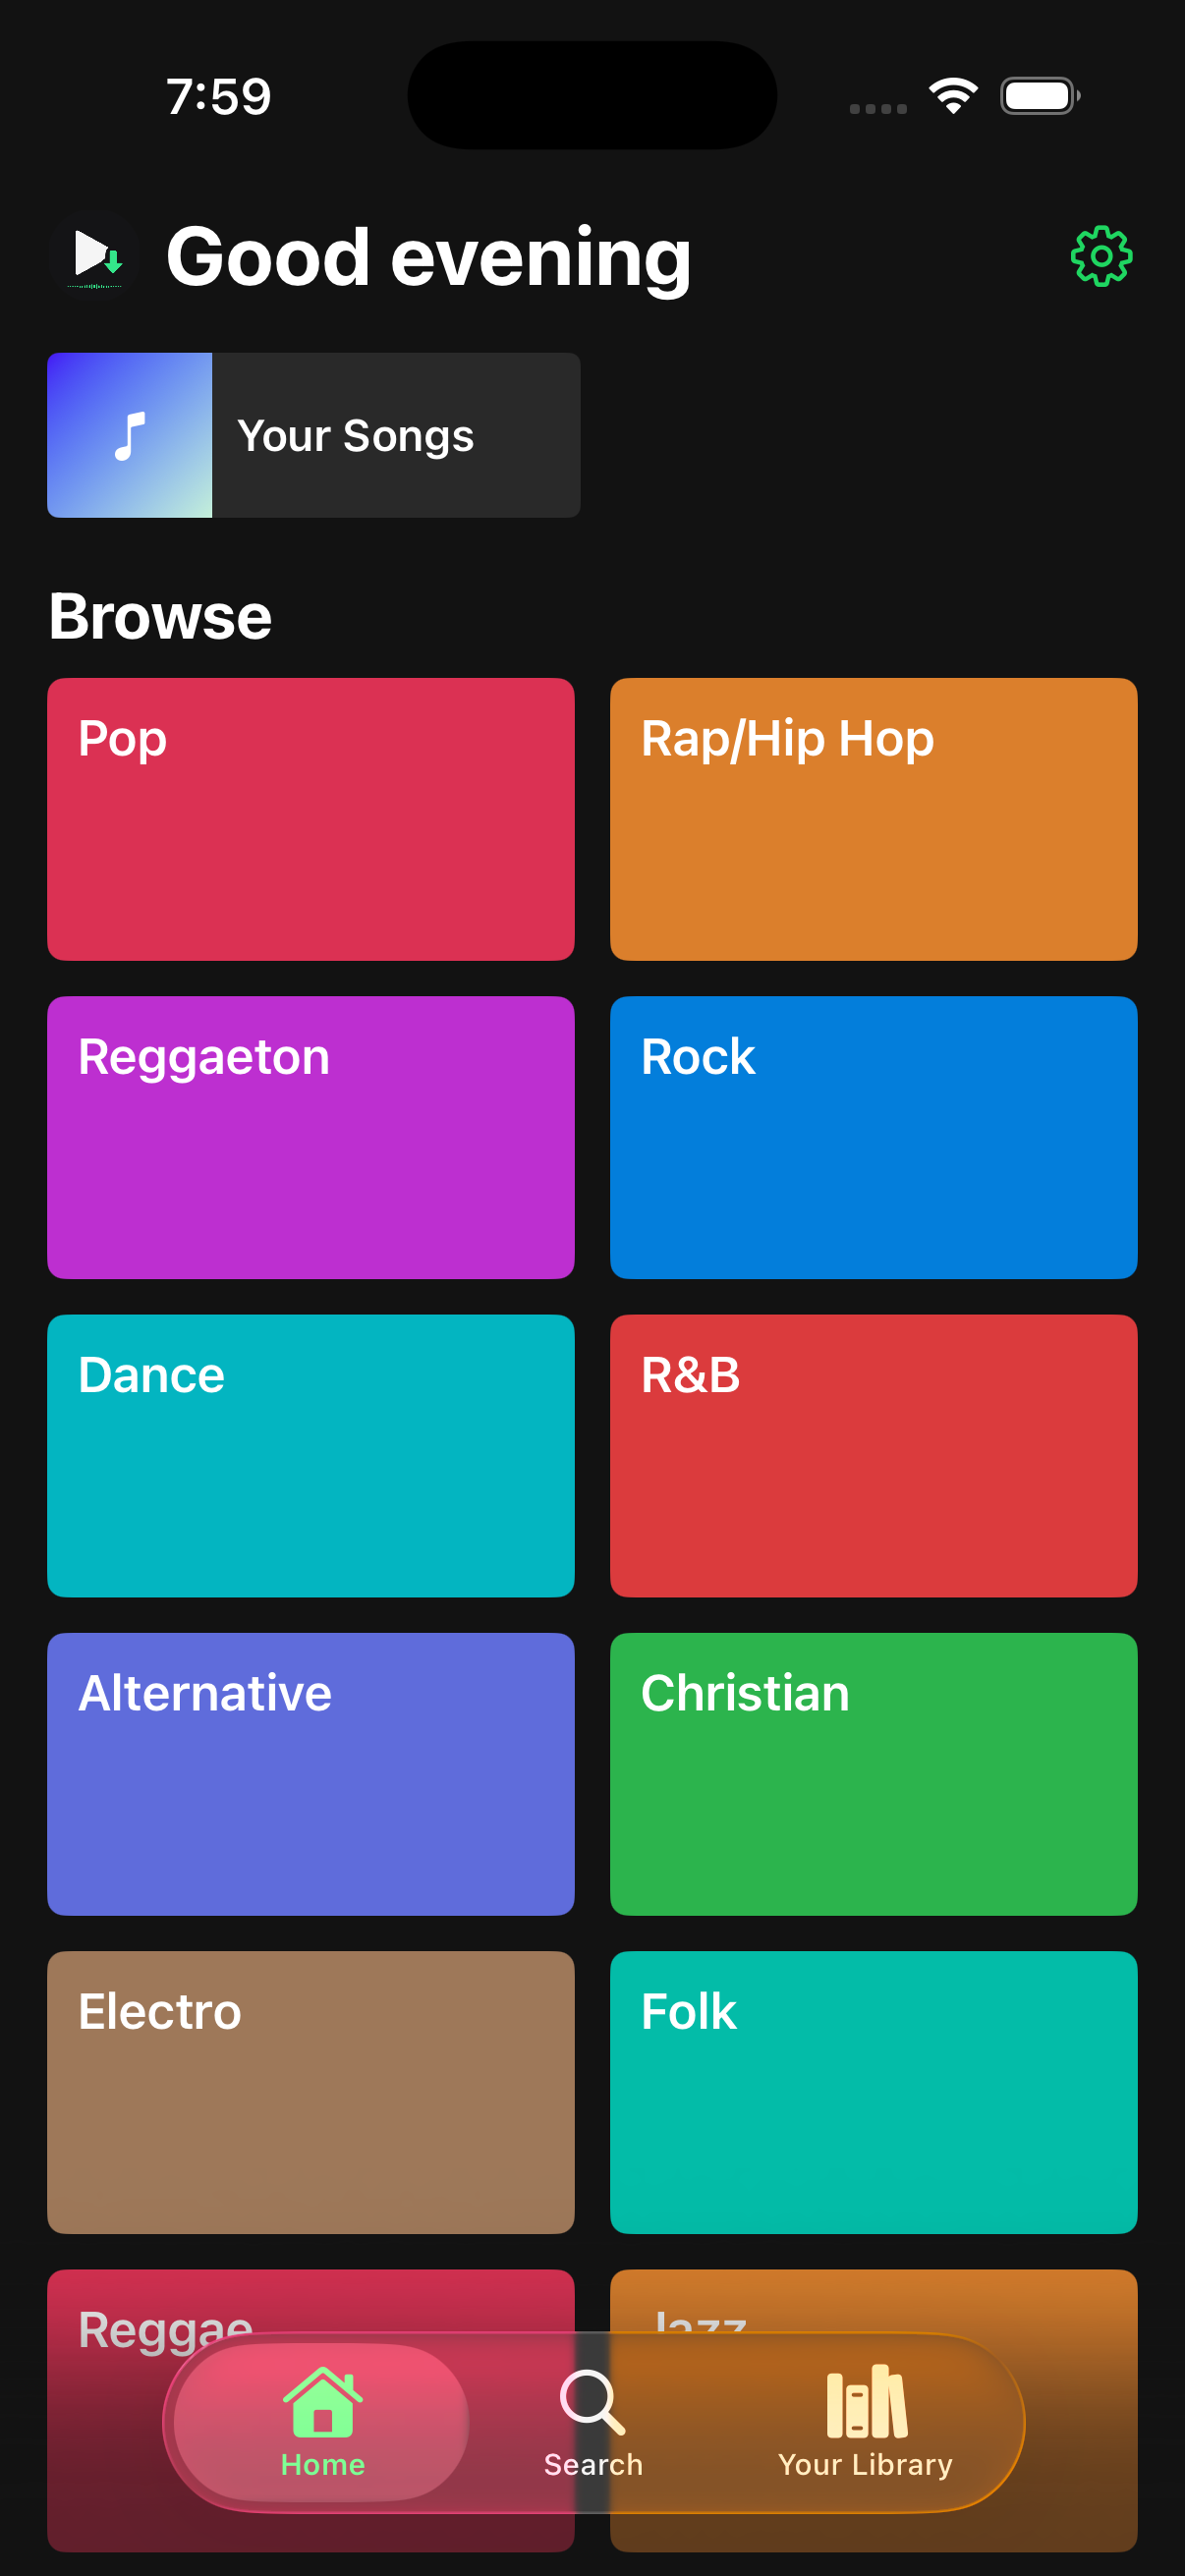 7:59
Good evening
Your Songs
Browse
Pop
Rap/Hip Hop
Reggaeton
Rock
Dance
R&B
Alternative
Christian
Electro
Folk
Reggae
Jazz
Home
Search
Your Library